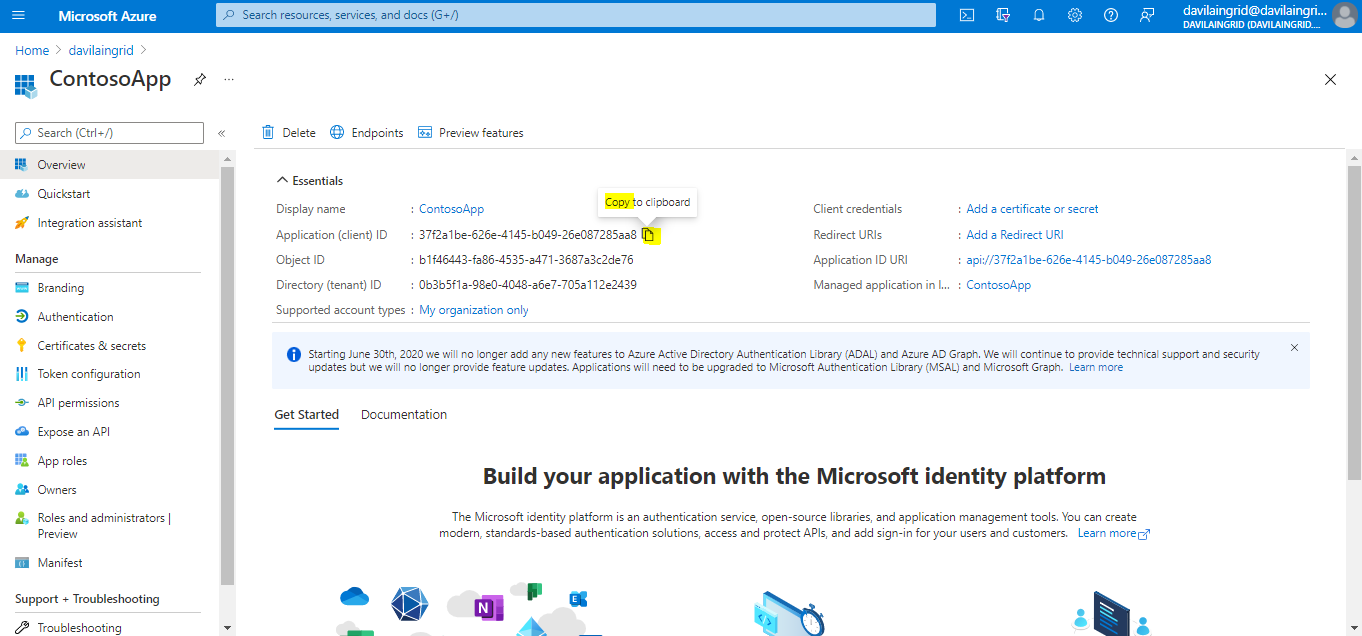 Microsoft Azure
Search resources, services, and docs (G+/)
davilaingrid@davilaingri...
DAVILAINGRID (DAVILAINGRID....
Home > davilaingrid >
ContosoApp
...
Search (Ctrl+/)
«
Overview
Quickstart
Integration assistant
Manage
Branding
Authentication
Certificates & secrets
Token configuration
API permissions
Expose an API
App roles
Owners
Roles and administrators |
Preview
Manifest
Support + Troubleshooting
Troubleshooting
Delete Endpoints Preview features
Essentials
Copy to clipboard
Display name : ContosoApp
Application (client) ID : 37f2a1be-626e-4145-b049-26e087285aa8
Object ID : b1f46443-fa86-4535-a471-3687a3c2de76
Directory (tenant) ID : 0b3b5f1a-98e0-4048-a6e7-705a112e2439
Supported account types : My organization only
Client credentials : Add a certificate or secret
Redirect URIs : Add a Redirect URI
Application ID URI : api://37f2a1be-626e-4145-b049-26e087285aa8
Managed application in l... : ContosoApp
Starting June 30th, 2020 we will no longer add any new features to Azure Active Directory Authentication Library (ADAL) and Azure AD Graph. We will continue to provide technical support and security
updates but we will no longer provide feature updates. Applications will need to be upgraded to Microsoft Authentication Library (MSAL) and Microsoft Graph. Learn more
Get Started Documentation
Build your application with the Microsoft identity platform
The Microsoft identity platform is an authentication service, open-source libraries, and application management tools. You can create
modern, standards-based authentication solutions, access and protect APIs, and add sign-in for your users and customers. Learn more
N
E